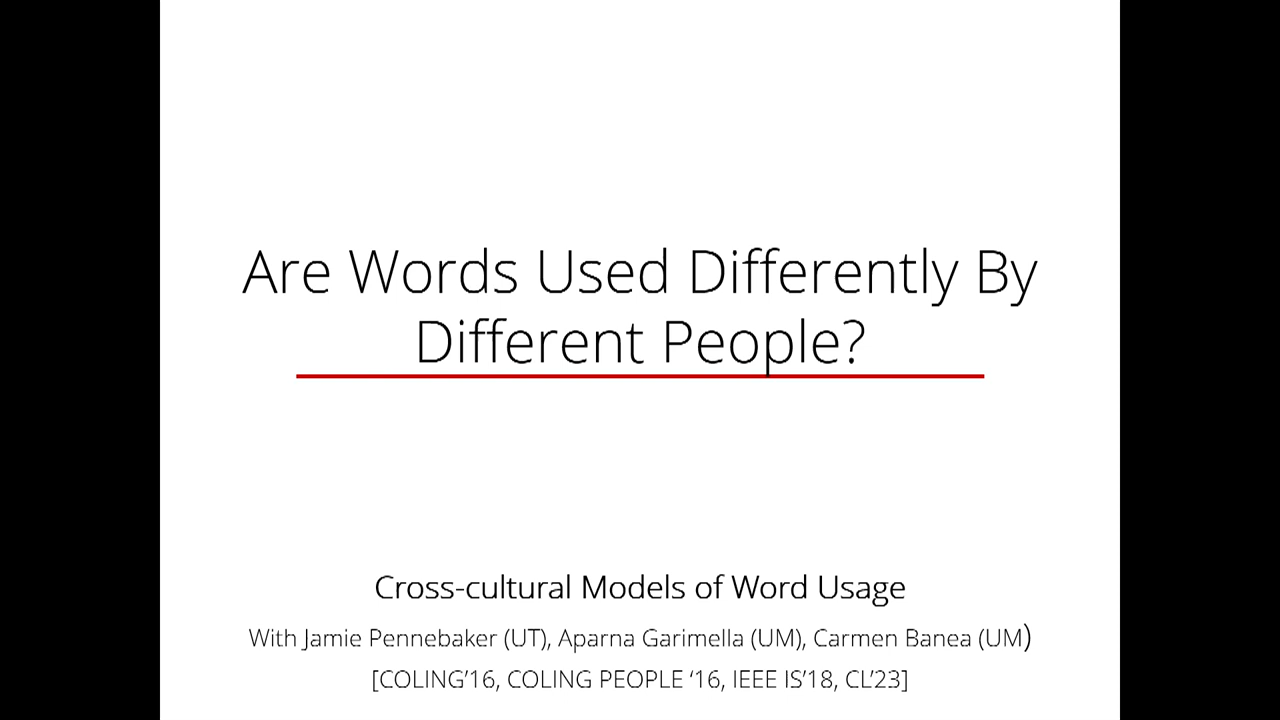 Are Words Used Differently By
Different People?
Cross-cultural Models of Word Usage
With Jamie Pennebaker (UT), Aparna Garimella (UM), Carmen Banea (UM)
[COLING’16, COLING PEOPLE ‘16, IEEE IS’18, CL’23]